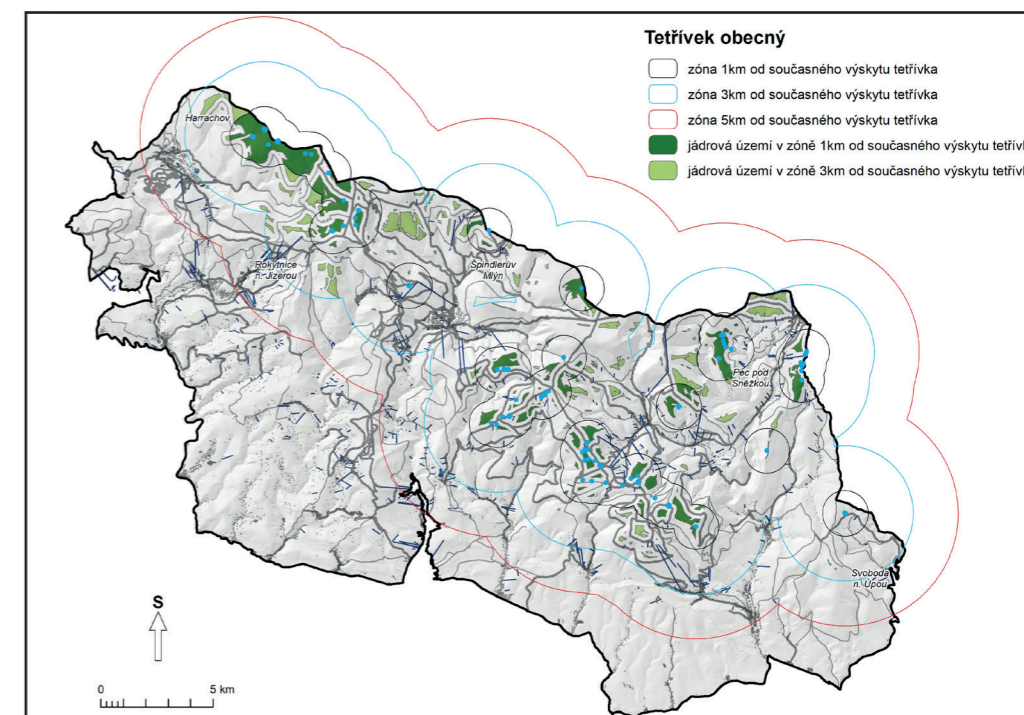 Tetřívek obecný
zóna 1km od současného výskytu tetřívka
zóna 3km od současného výskytu tetřívka
zóna 5km od současného výskytu tetřívka
jádrová území v zóně 1km od současného výskytu tetřívk
jádrová území v zóně 3km od současného výskytu tetřívk
Harrachov
Rokytnice
n. Jizerou
Špindlerův
Mlýn
Pec pod
Sněžkou
Svoboda
n. Úpou
S
0 5 km